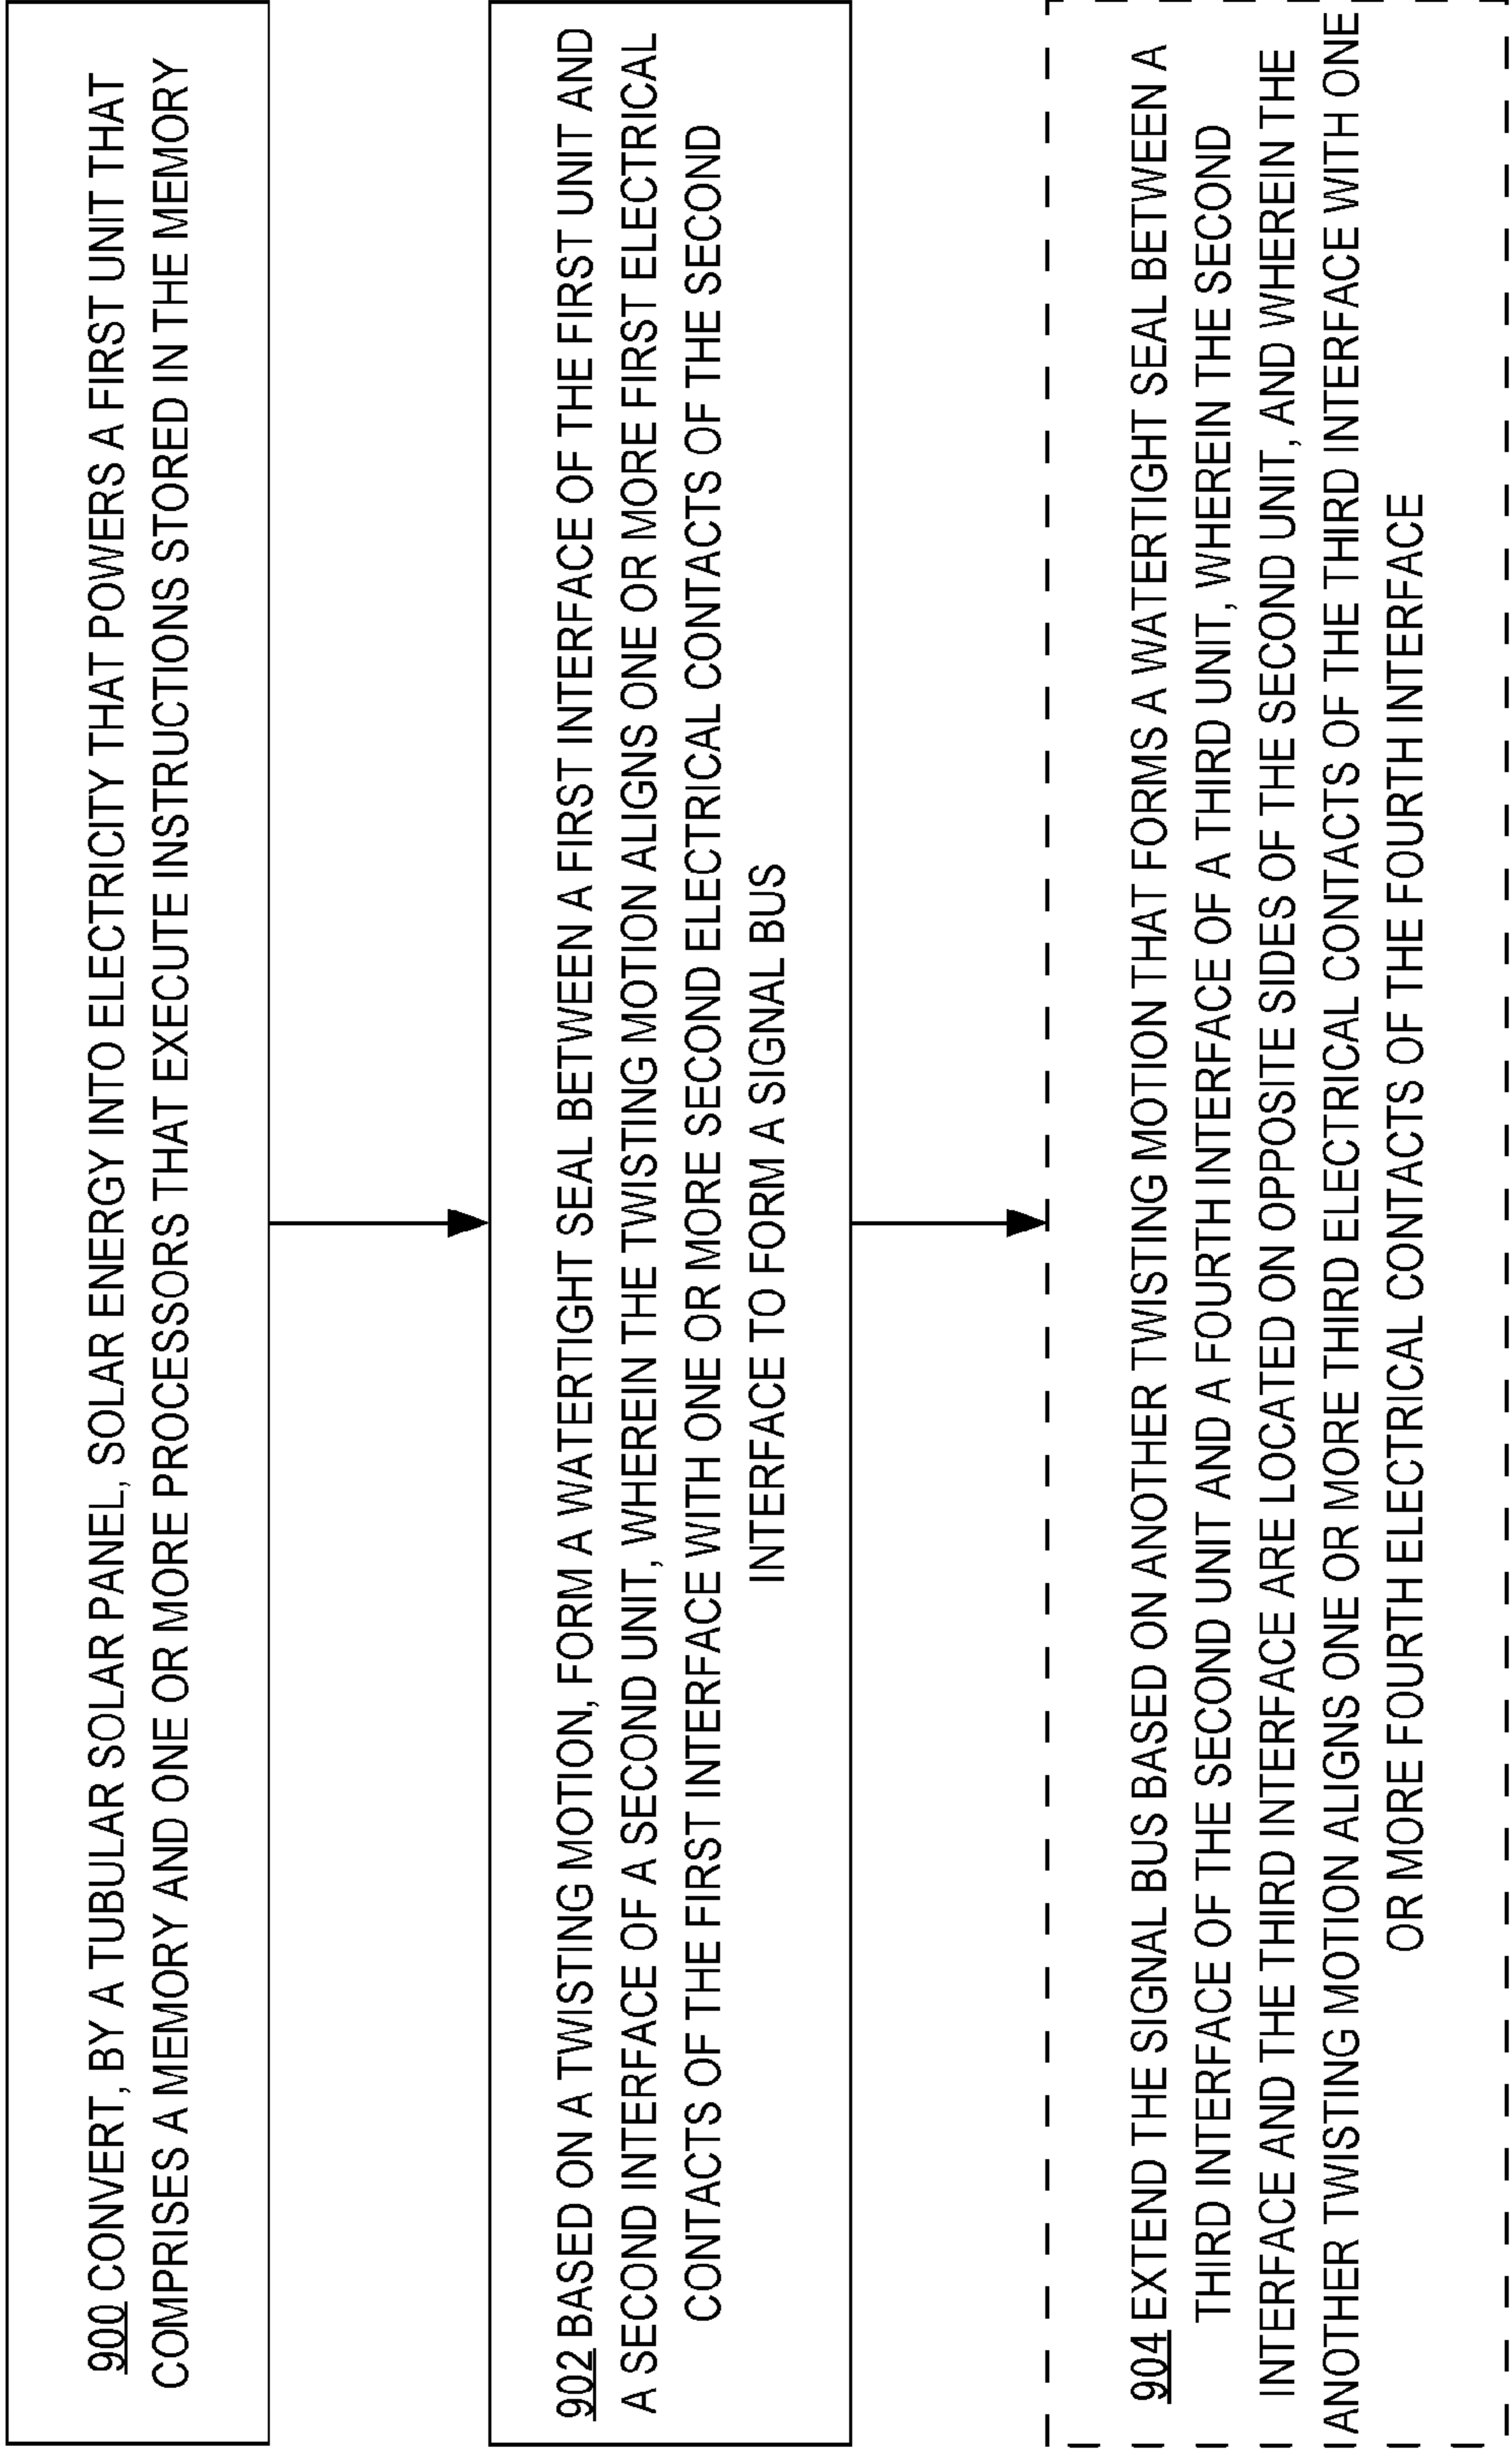 900 CONVERT, BY A TUBULAR SOLAR PANEL, SOLAR ENERGY INTO ELECTRICITY THAT POWERS A FIRST UNIT THAT
COMPRISES A MEMORY AND ONE OR MORE PROCESSORS THAT EXECUTE INSTRUCTIONS STORED IN THE MEMORY
902 BASED ON A TWISTING MOTION, FORM A WATERTIGHT SEAL BETWEEN A FIRST INTERFACE OF THE FIRST UNIT AND
A SECOND INTERFACE OF A SECOND UNIT, WHEREIN THE TWISTING MOTION ALIGNS ONE OR MORE FIRST ELECTRICAL
CONTACTS OF THE FIRST INTERFACE WITH ONE OR MORE SECOND ELECTRICAL CONTACTS OF THE SECOND
INTERFACE TO FORM A SIGNAL BUS
904 EXTEND THE SIGNAL BUS BASED ON ANOTHER TWISTING MOTION THAT FORMS A WATERTIGHT SEAL BETWEEN A
THIRD INTERFACE OF THE SECOND UNIT AND A FOURTH INTERFACE OF A THIRD UNIT, WHEREIN THE SECOND
INTERFACE AND THE THIRD INTERFACE ARE LOCATED ON OPPOSITE SIDES OF THE SECOND UNIT, AND WHEREIN THE
ANOTHER TWISTING MOTION ALIGNS ONE OR MORE THIRD ELECTRICAL CONTACTS OF THE THIRD INTERFACE WITH ONE
OR MORE FOURTH ELECTRICAL CONTACTS OF THE FOURTH INTERFACE